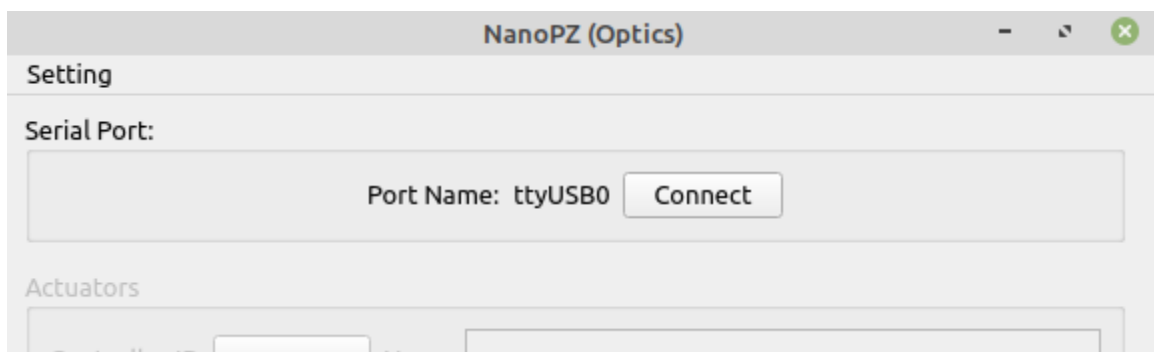 NanoPZ (Optics)
Setting
Serial Port:
Port Name: ttyUSB0 Connect
Actuators